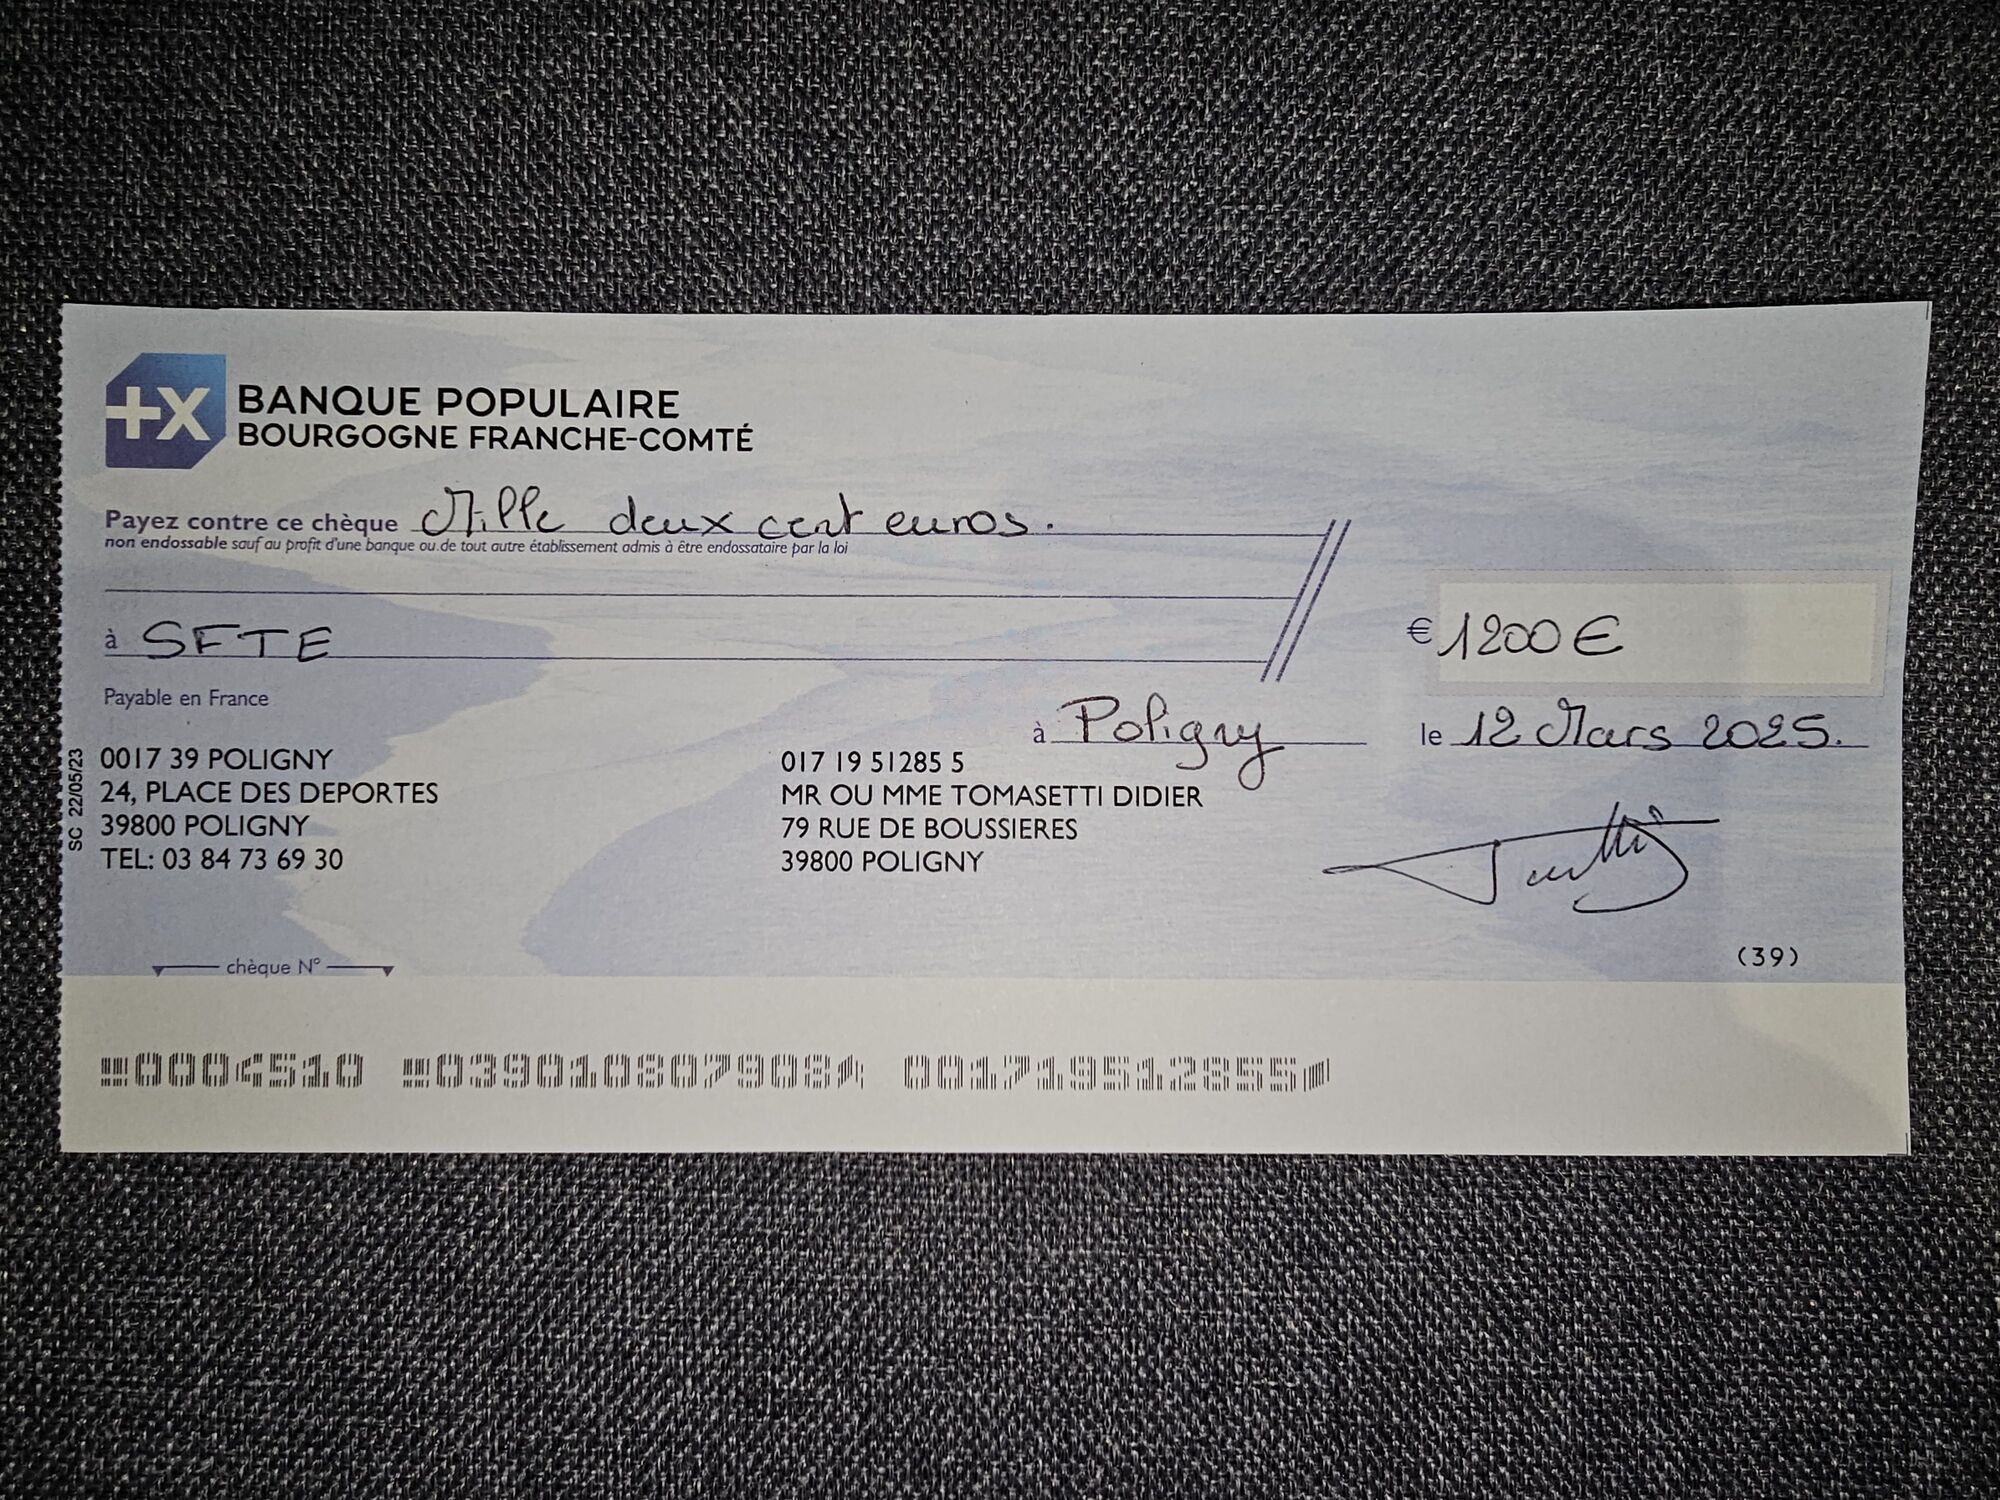 +X BANQUE POPULAIRE
BOURGOGNE FRANCHE-COMTÉ
Payez contre ce chèque Mille deux cent euros.
non endossable sauf au profit d'une banque ou de tout autre établissement admis à être endossataire par la loi
à SFTE
€ 1200 €
Payable en France
à Poligny le 12 Mars 2025.
SC 22/05/23
0017 39 POLIGNY
24, PLACE DES DEPORTES
39800 POLIGNY
TEL: 03 84 73 69 30
017 19 51285 5
MR OU MME TOMASETTI DIDIER
79 RUE DE BOUSSIERES
39800 POLIGNY
(39)
chèque N°
0004510 039010807908 001719512855